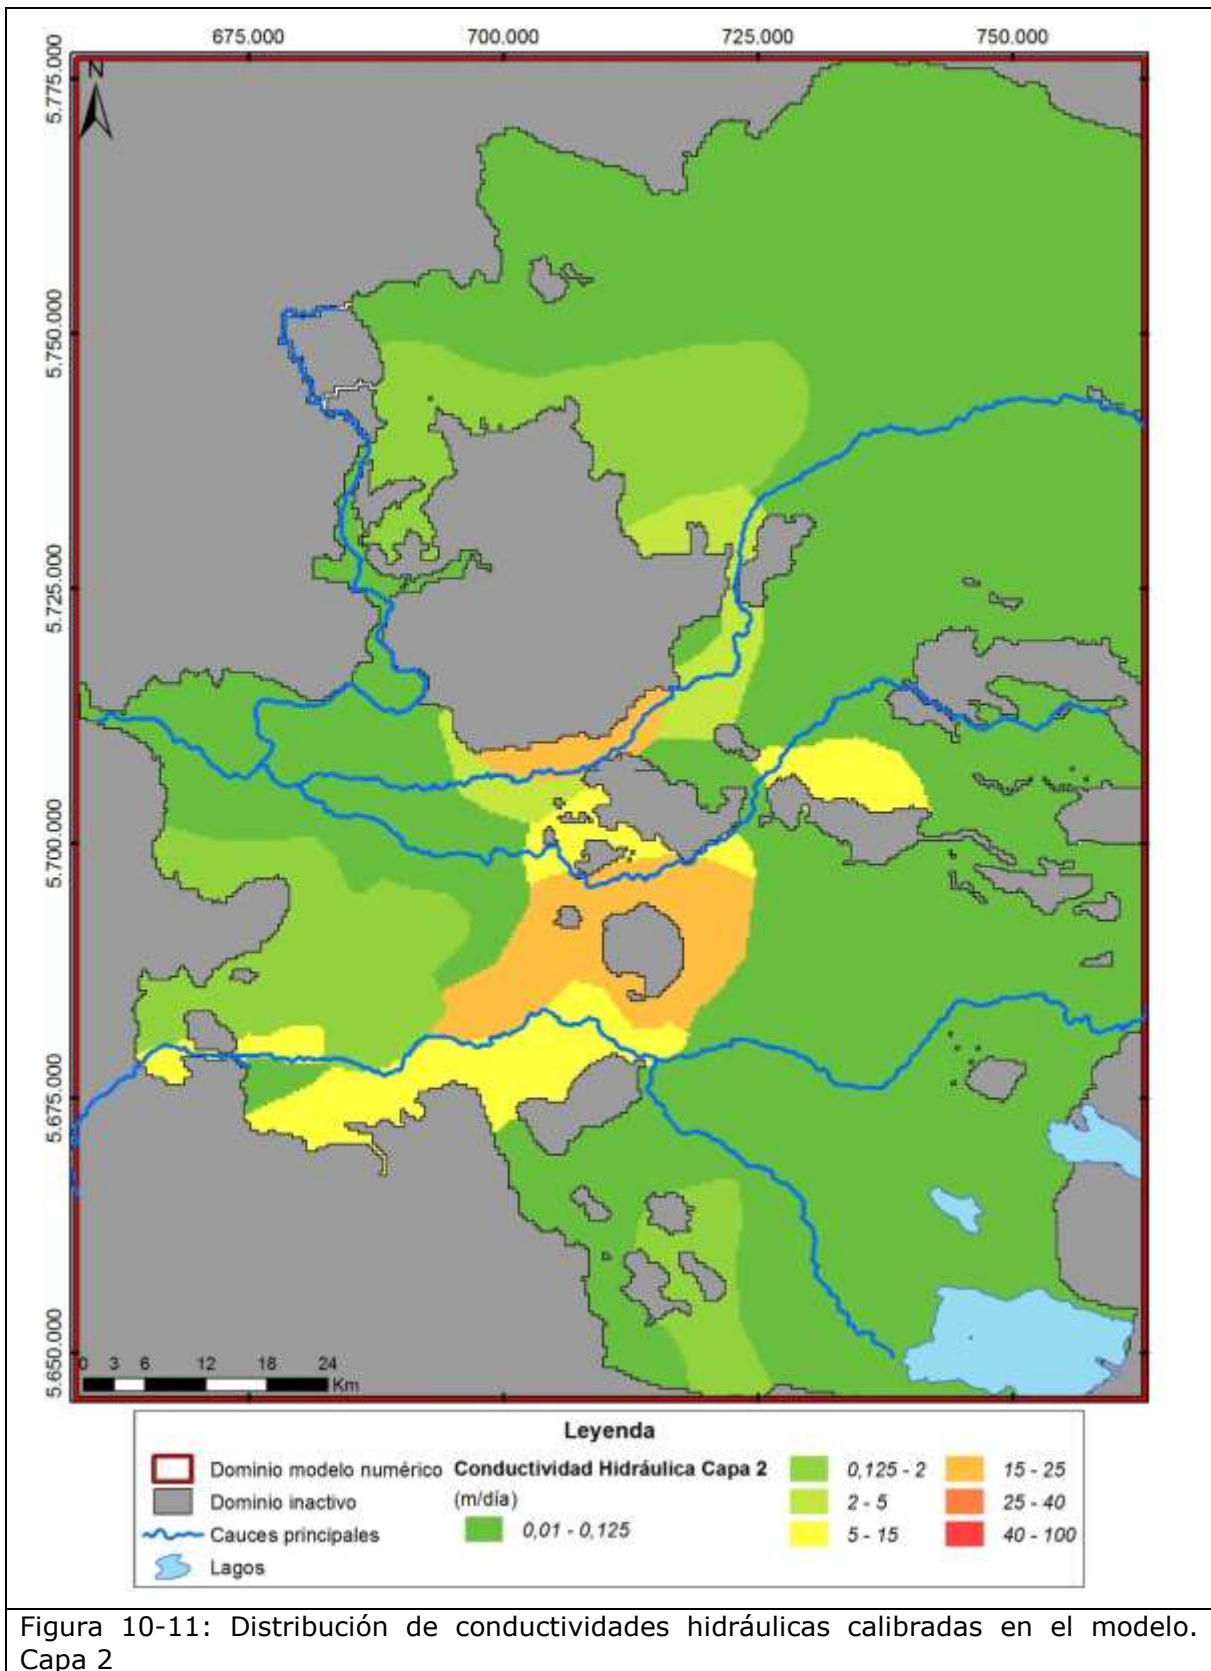 675.000 700.000 725.000 750.000
N
5.775.000
5.750.000
5.725.000
5.700.000
5.675.000
5.650.000
0 3 6 12 18 24
Km
Leyenda
Dominio modelo numérico
Dominio inactivo
Cauces principales
Lagos
Conductividad Hidráulica Capa 2
(m/día)
0,01 - 0,125
0,125 - 2
2 - 5
5 - 15
15 - 25
25 - 40
40 - 100
Figura 10-11: Distribución de conductividades hidráulicas calibradas en el modelo.
Capa 2